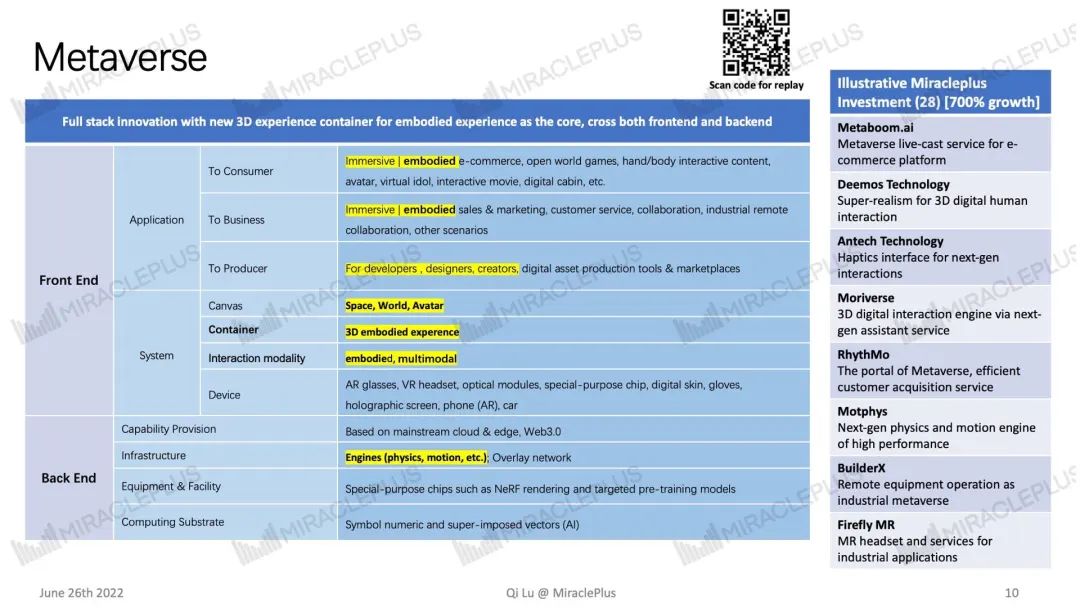 Metaverse
Scan code for replay
Full stack innovation with new 3D experience container for embodied experience as the core, cross both frontend and backend
Front End
Application
To Consumer
Immersive | embodied e-commerce, open world games, hand/body interactive content,
avatar, virtual idol, interactive movie, digital cabin, etc.
To Business
Immersive | embodied sales & marketing, customer service, collaboration, industrial remote
collaboration, other scenarios
To Producer
For developers , designers, creators, digital asset production tools & marketplaces
System
Canvas
Space, World, Avatar
Container
3D embodied experence
Interaction modality
embodied, multimodal
Device
AR glasses, VR headset, optical modules, special-purpose chip, digital skin, gloves,
holographic screen, phone (AR), car
Back End
Capability Provision
Based on mainstream cloud & edge, Web3.0
Infrastructure
Engines (physics, motion, etc.); Overlay network
Equipment & Facility
Special-purpose chips such as NeRF rendering and targeted pre-training models
Computing Substrate
Symbol numeric and super-imposed vectors (AI)
Illustrative Miracleplus
Investment (28) [700% growth]
Metaboom.ai
Metaverse live-cast service for e-
commerce platform
Deemos Technology
Super-realism for 3D digital human
interaction
Antech Technology
Haptics interface for next-gen
interactions
Moriverse
3D digital interaction engine via next-
gen assistant service
RhythMo
The portal of Metaverse, efficient
customer acquisition service
Motphys
Next-gen physics and motion engine
of high performance
BuilderX
Remote equipment operation as
industrial metaverse
Firefly MR
MR headset and services for
industrial applications
June 26th 2022
Qi Lu @ MiraclePlus
10
MIRACLEPLUS